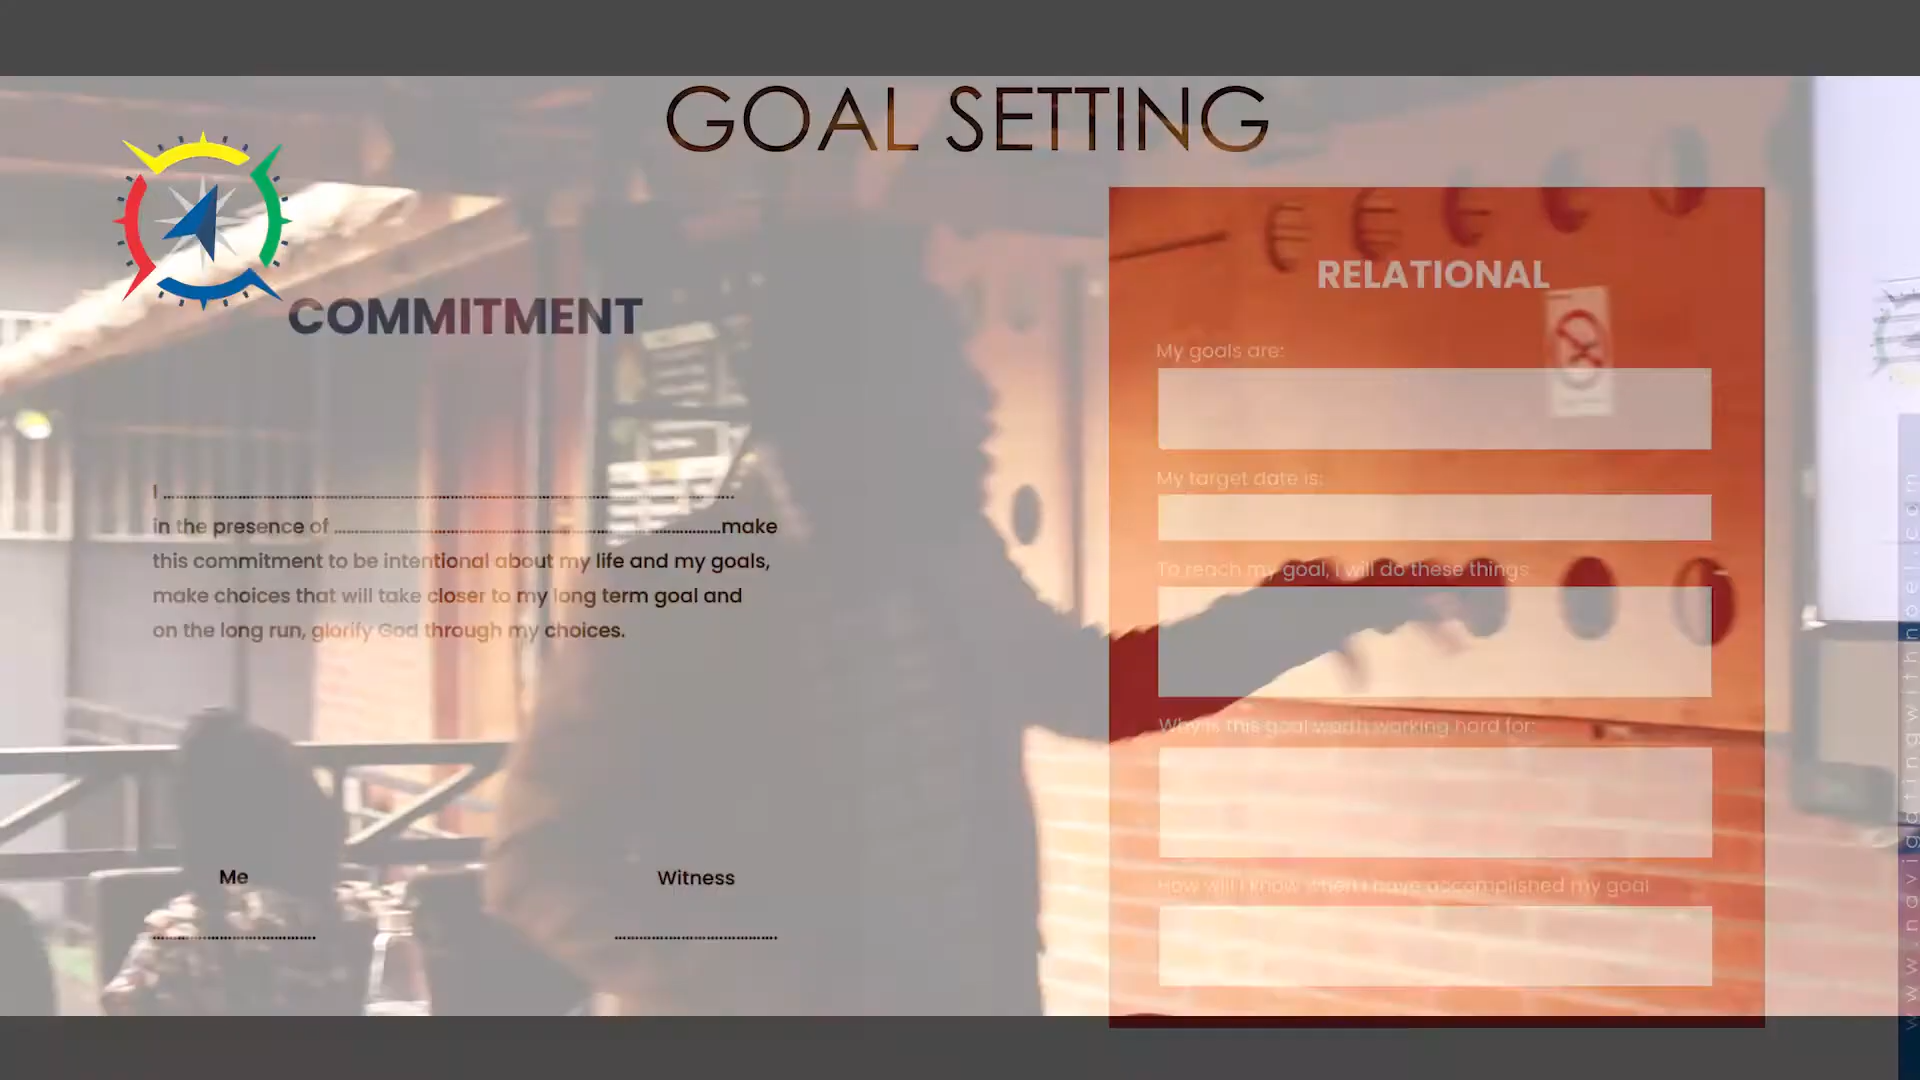 GOAL SETTING
COMMITMENT
I
in the presence of make
this commitment to be intentional about my life and my goals,
make choices that will take closer to my long term goal and
on the long run, glorify God through my choices.
Me
Witness
RELATIONAL
My goals are:
My target date is:
To reach my goal, I will do these things
Why is this goal worth working hard for:
How will I know when I have accomplished my goal
www.navigatingwithnoel.com